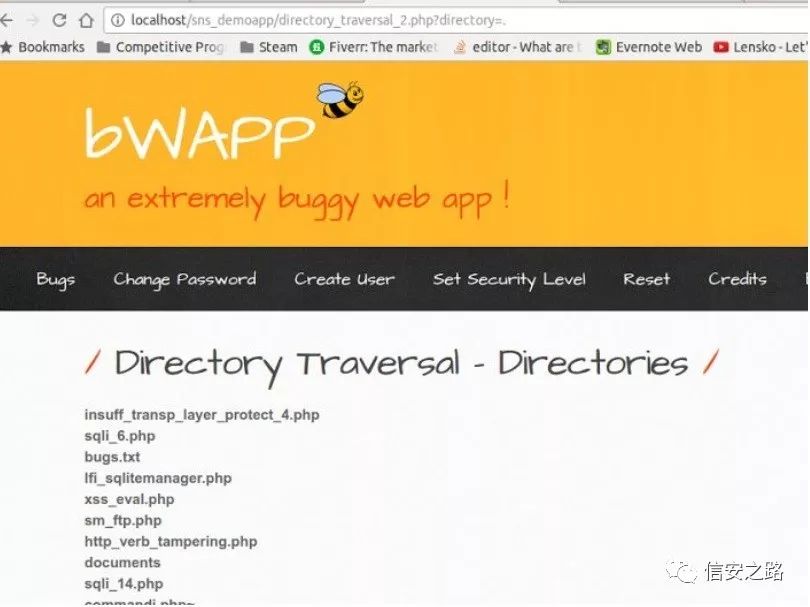 localhost/sns_demoapp/directory_traversal_2.php?directory=.
Bookmarks Competitive Prog Steam Fiverr: The market editor - What are t Evernote Web Lensko - Let'
bWAPP
an extremely buggy web app !
Bugs Change Password Create User Set Security Level Reset Credits
/ Directory Traversal - Directories /
insuff_transp_layer_protect_4.php
sqli_6.php
bugs.txt
lfi_sqlitemanager.php
xss_eval.php
sm_ftp.php
http_verb_tampering.php
documents
sqli_14.php
commandi.php~
信安之路